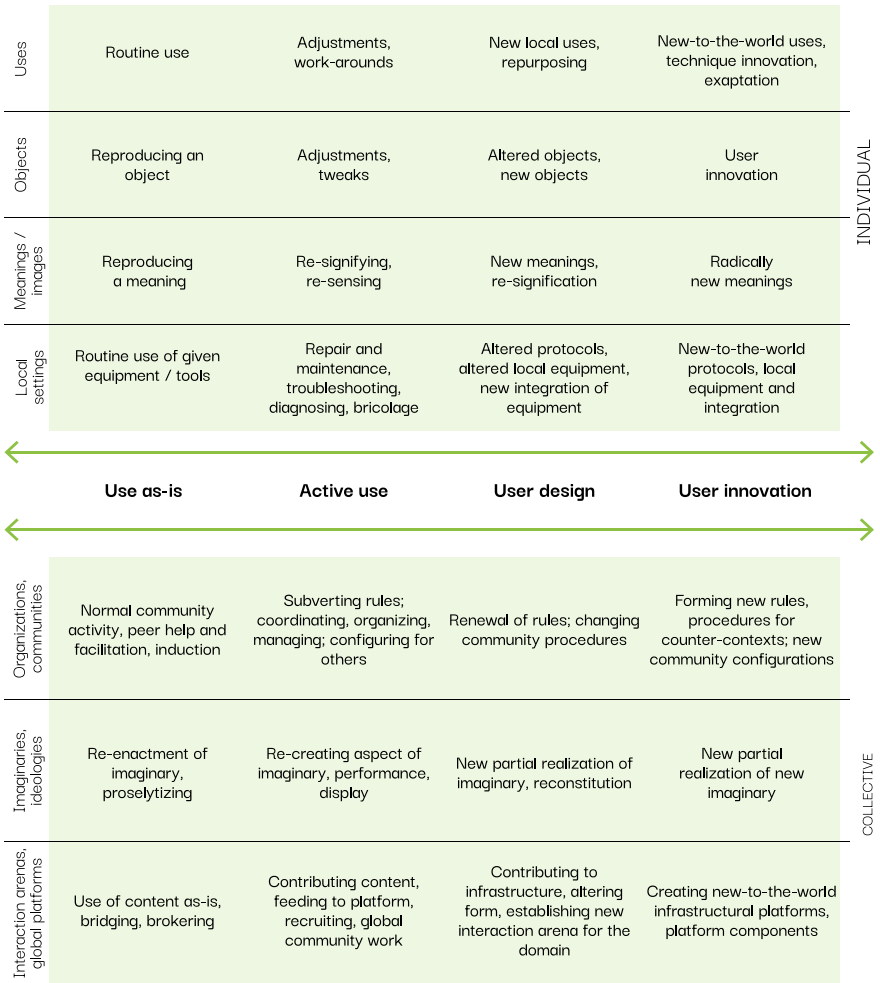 Uses
Routine use
Adjustments,
work-arounds
New local uses,
repurposing
New-to-the-world uses,
technique innovation,
exaptation
Objects
Reproducing an
object
Adjustments,
tweaks
Altered objects,
new objects
User
innovation
INDIVIDUAL
Meanings /
images
Reproducing
a meaning
Re-signifying,
re-sensing
New meanings,
re-signification
Radically
new meanings
Local
settings
Routine use of given
equipment / tools
Repair and
maintenance,
troubleshooting,
diagnosing, bricolage
Altered protocols,
altered local equipment,
new integration of
equipment
New-to-the-world
protocols, local
equipment and
integration
Use as-is
Active use
User design
User innovation
Organizations,
communities
Normal community
activity, peer help and
facilitation, induction
Subverting rules;
coordinating, organizing,
managing; configuring for
others
Renewal of rules; changing
community procedures
Forming new rules,
procedures for
counter-contexts; new
community configurations
Imaginaries,
ideologies
Re-enactment of
imaginary,
proselytizing
Re-creating aspect of
imaginary, performance,
display
New partial realization of
imaginary, reconstitution
New partial
realization of new
imaginary
COLLECTIVE
Interaction arenas,
global platforms
Use of content as-is,
bridging, brokering
Contributing content,
feeding to platform,
recruiting, global
community work
Contributing to
infrastructure, altering
form, establishing new
interaction arena for the
domain
Creating new-to-the-world
infrastructural platforms,
platform components